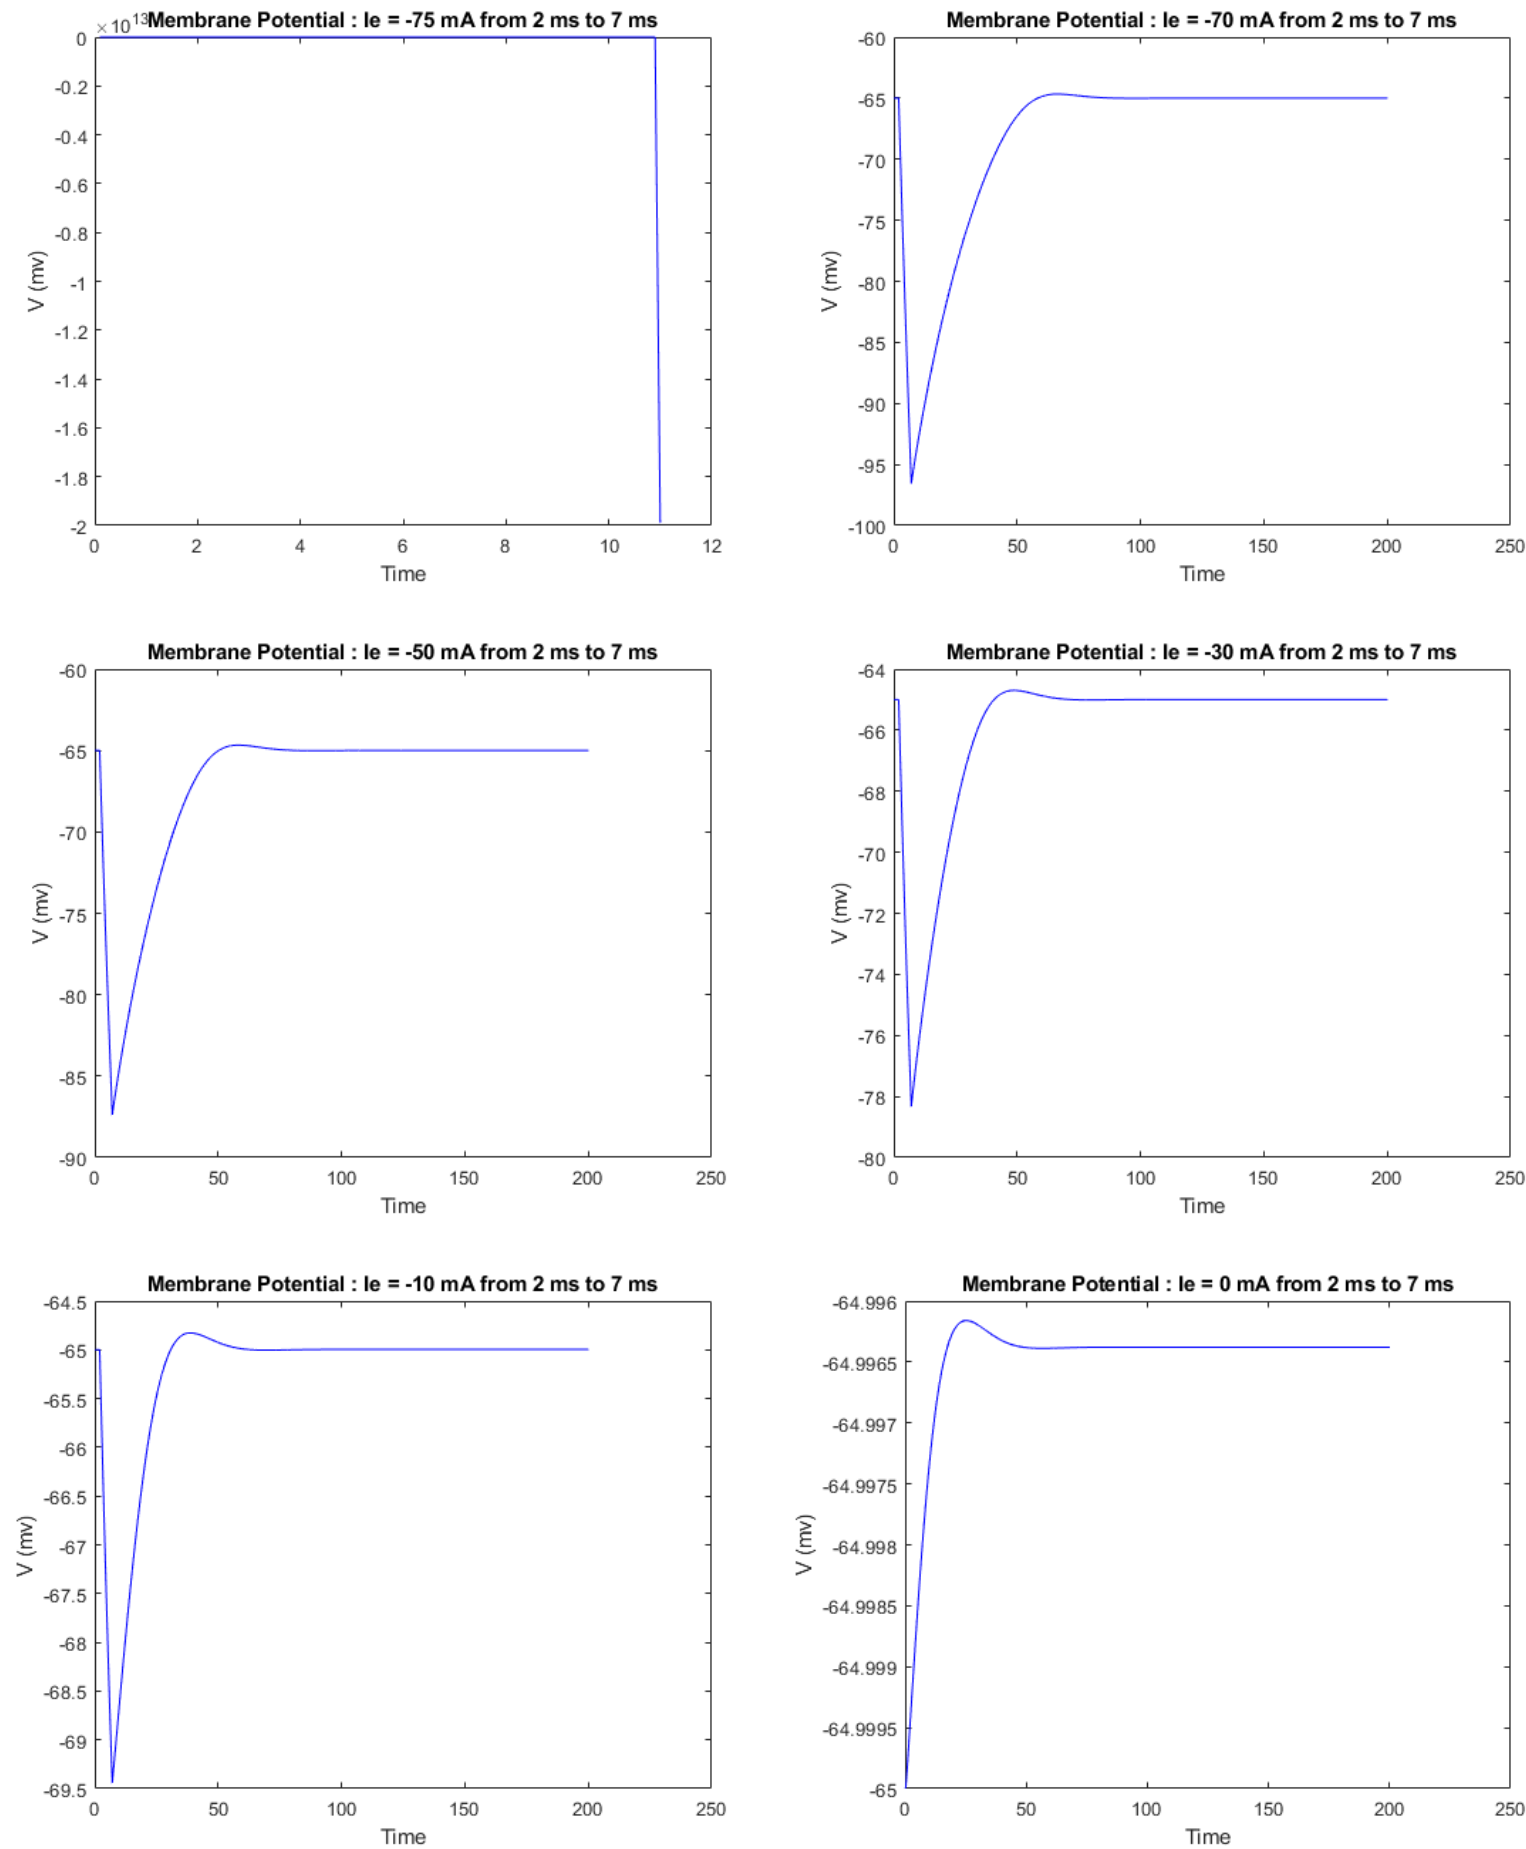 ×10^13
Membrane Potential : Ie = -75 mA from 2 ms to 7 ms
0
-0.2
-0.4
-0.6
-0.8
-1
-1.2
-1.4
-1.6
-1.8
-2
V (mv)
0 2 4 6 8 10 12
Time
Membrane Potential : Ie = -70 mA from 2 ms to 7 ms
-60
-65
-70
-75
-80
-85
-90
-95
-100
V (mv)
0 50 100 150 200 250
Time
Membrane Potential : Ie = -50 mA from 2 ms to 7 ms
-60
-65
-70
-75
-80
-85
-90
V (mv)
0 50 100 150 200 250
Time
Membrane Potential : Ie = -30 mA from 2 ms to 7 ms
-64
-66
-68
-70
-72
-74
-76
-78
-80
V (mv)
0 50 100 150 200 250
Time
Membrane Potential : Ie = -10 mA from 2 ms to 7 ms
-64.5
-65
-65.5
-66
-66.5
-67
-67.5
-68
-68.5
-69
-69.5
V (mv)
0 50 100 150 200 250
Time
Membrane Potential : Ie = 0 mA from 2 ms to 7 ms
-64.996
-64.9965
-64.997
-64.9975
-64.998
-64.9985
-64.999
-64.9995
-65
V (mv)
0 50 100 150 200 250
Time